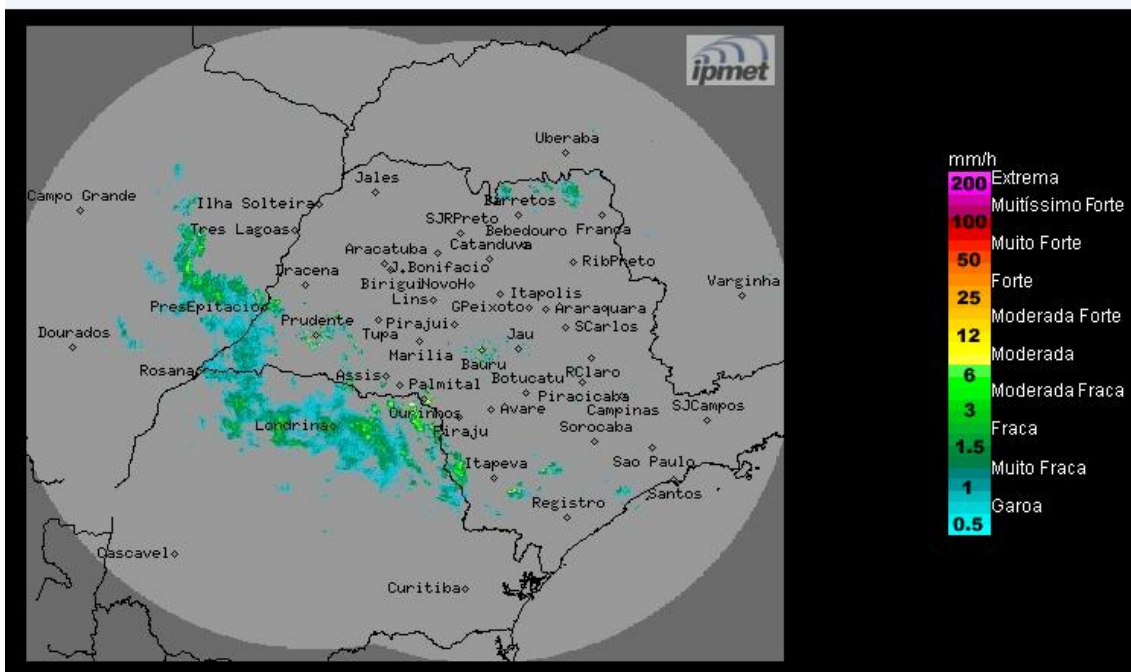 ipmet
Uberaba
Jales
Campo Grande
Ilha Solteira
Barretos
SJRPreto
Tres Lagoas
Bebedouro Franca
Catanduva
Aracatuba
J.Bonifacio
RibPreto
Dracena
Varginha
BiriguiNovoH
Itapolis
Lins
PresEpitacio
GPeixoto
Araraquara
Prudente
Pirajui
SCarlos
Tupa
Dourados
Jau
Marilia
Bauru
Rosana
Assis
Botucatu
RClaro
Palmital
Piracicaba
Ourinhos
Avare
Campinas
SJCampos
Londrina
Piraju
Sorocaba
Itapeva
Sao Paulo
Registro
Santos
Cascavel
Curitiba
mm/h
200 Extrema
Muitíssimo Forte
100
Muito Forte
50
Forte
25
Moderada Forte
12
Moderada
6
Moderada Fraca
3
Fraca
1.5
Muito Fraca
1
Garoa
0.5